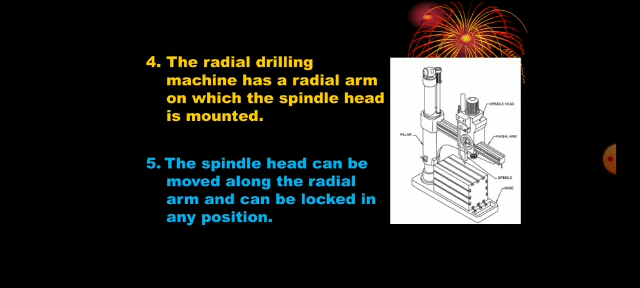 4. The radial drilling
machine has a radial arm
on which the spindle head
is mounted.
5. The spindle head can be
moved along the radial
arm and can be locked in
any position.
SPINDLE HEAD
PILLAR
RADIAL ARM
SPINDLE
BASE